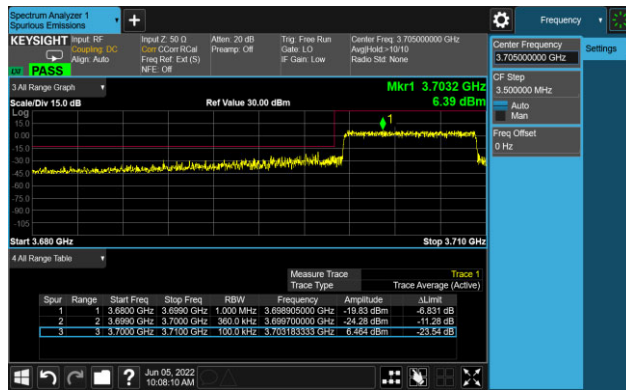 Spectrum Analyzer 1
Spurious Emissions
+
Frequency
KEYSIGHT Input: RF Input Z: 50 Ω Atten: 20 dB Trig: Free Run Center Freq: 3.705000000 GHz
Coupling: DC Corr CCorr RCal Preamp: Off Gate: LO Avg|Hold:>10/10
Align: Auto Freq Ref: Ext (S) IF Gain: Low Radio Std: None
NFE: Off
LW PASS
Center Frequency
3.705000000 GHz
Settings
CF Step
3.500000 MHz
Auto
Man
Freq Offset
0 Hz
3 All Range Graph
Mkr1 3.7032 GHz
Scale/Div 15.0 dB Ref Value 30.00 dBm 6.39 dBm
Log
15.0
0.00
-15.0
-30.0
-45.0
-60.0
-75.0
-90.0
-105
1
Start 3.680 GHz Stop 3.710 GHz
4 All Range Table
Measure Trace Trace 1
Trace Type Trace Average (Active)
Spur Range Start Freq Stop Freq RBW Frequency Amplitude ΔLimit
1 1 3.6800 GHz 3.6990 GHz 1.000 MHz 3.698905000 GHz -19.83 dBm -6.831 dB
2 2 3.6990 GHz 3.7000 GHz 360.0 kHz 3.699700000 GHz -24.28 dBm -11.28 dB
3 3 3.7000 GHz 3.7100 GHz 100.0 kHz 3.703183333 GHz 6.464 dBm -23.54 dB
? Jun 05, 2022
10:08:10 AM